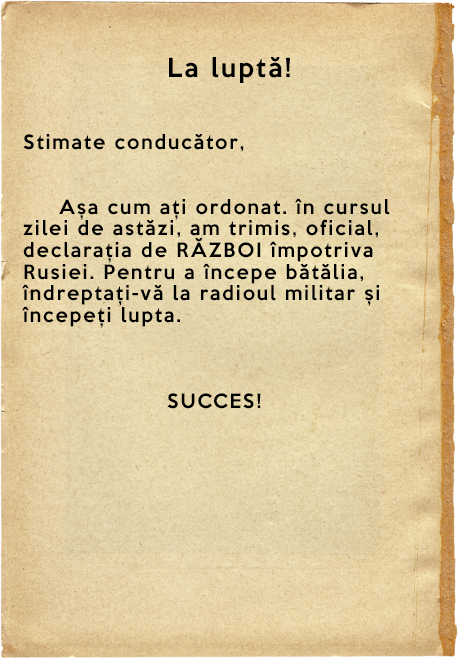 La luptă!
Stimate conducător,
Așa cum ați ordonat. în cursul
zilei de astăzi, am trimis, oficial,
declarația de RĂZBOI împotriva
Rusiei. Pentru a începe bătălia,
îndreptați-vă la radioul militar și
începeți lupta.
SUCCES!